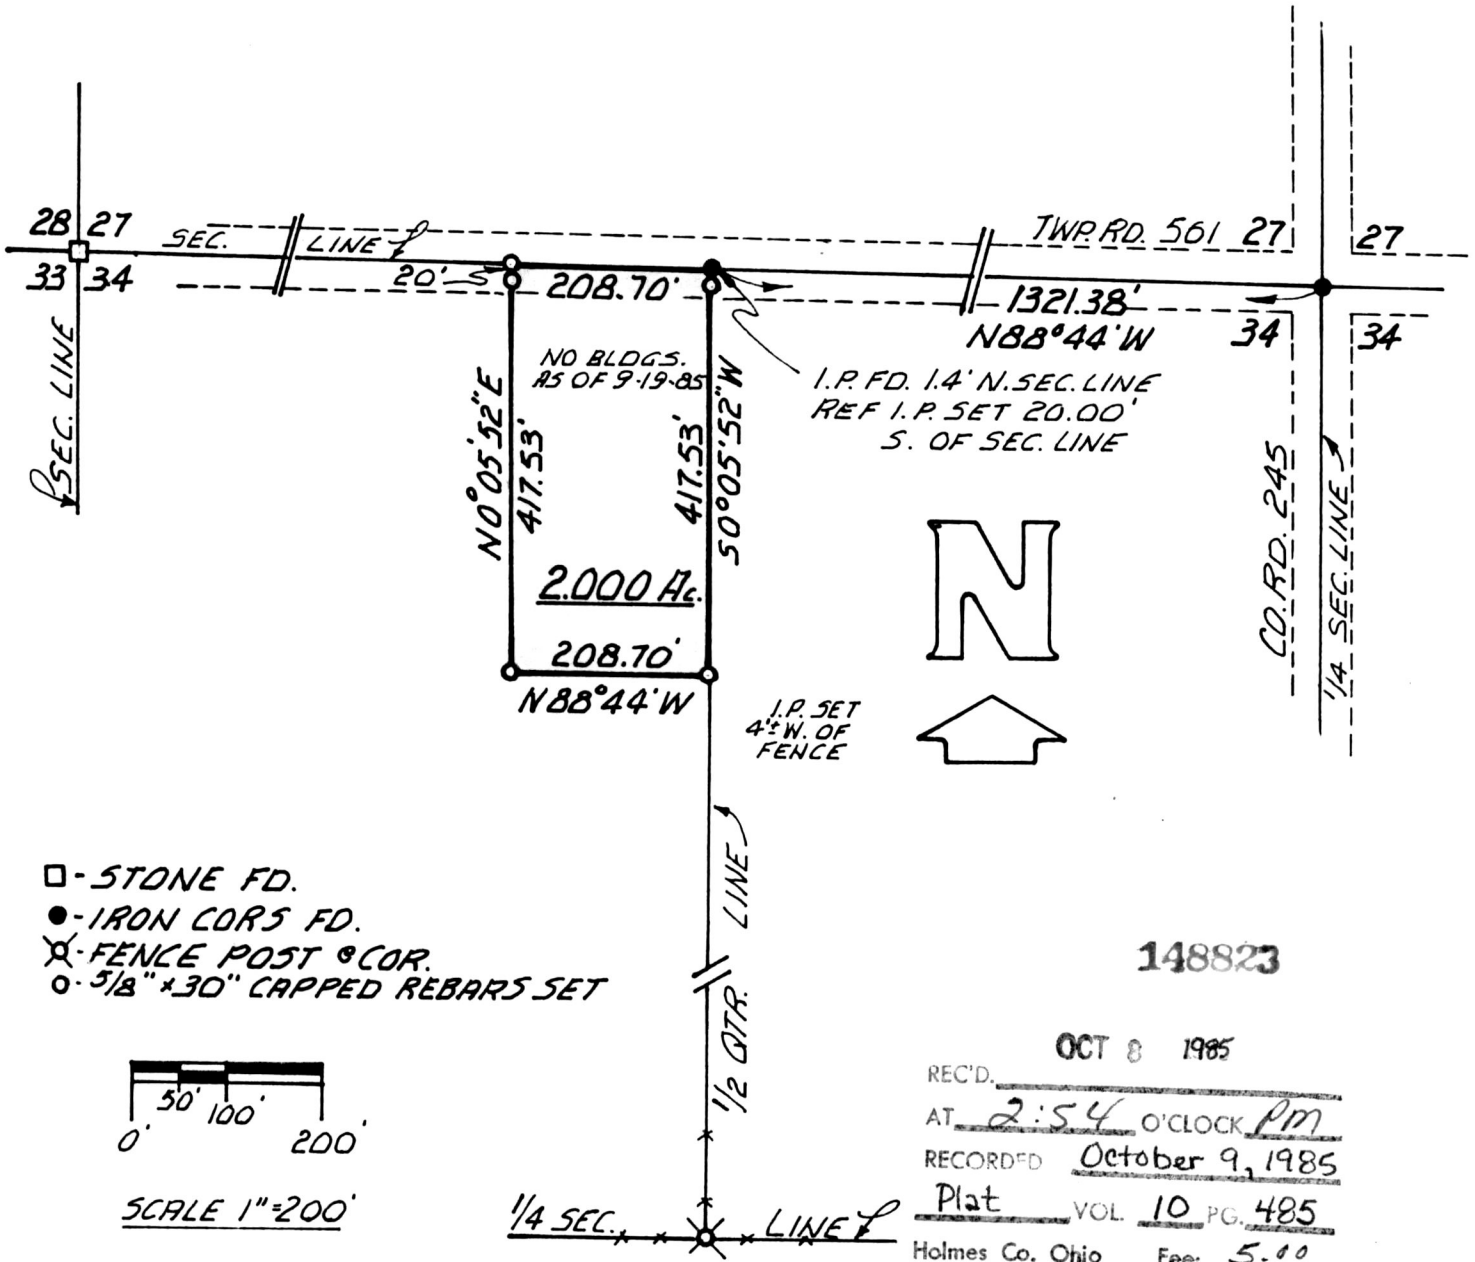 28 27
SEC. LINE
TWP. RD. 561 27 27
33 34
20'
208.70'
1321.38'
N88°44'W
34 34
SEC. LINE
NO BLDGS.
AS OF 9-19-85
I.P. FD. 1.4' N. SEC. LINE
REF I.P. SET 20.00'
S. OF SEC. LINE
N0°05'52"E
417.53'
417.53'
S0°05'52"W
CO. RD. 245
1/4 SEC. LINE
N
2.000 Ac.
208.70'
N88°44'W
I.P. SET
4'± W. OF
FENCE
1/2 QTR. LINE
□ - STONE FD.
● - IRON CORS FD.
FENCE POST @ COR.
o - 5/8" x 30" CAPPED REBARS SET
148823
50' 100'
0' 200'
SCALE 1"=200'
OCT 8 1985
REC'D.
AT 2:54 O'CLOCK PM
RECORDED October 9, 1985
Plat VOL. 10 PG. 485
Holmes Co. Ohio Fee: 5.00
1/4 SEC. LINE